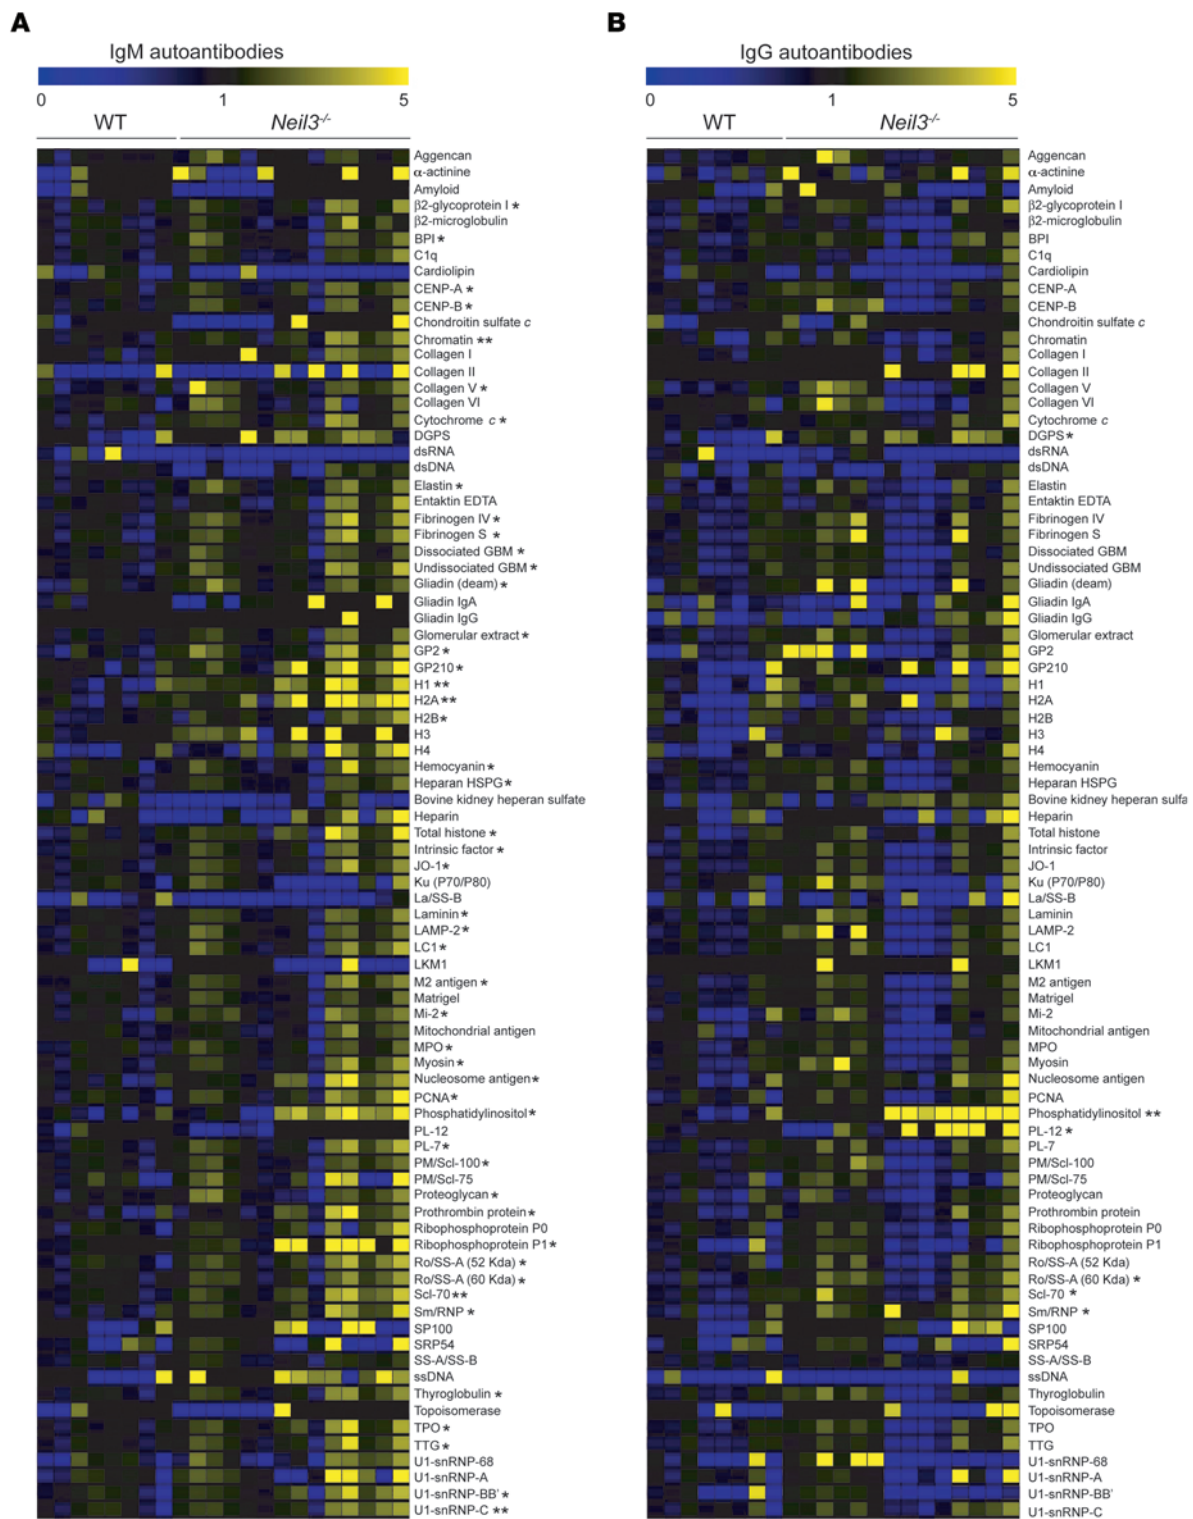 A
IgM autoantibodies
0 1 5
WT Neil3-/-
Aggencan
α-actinine
Amyloid
β2-glycoprotein I *
β2-microglobulin
BPI *
C1q
Cardiolipin
CENP-A *
CENP-B *
Chondroitin sulfate c
Chromatin **
Collagen I
Collagen II
Collagen V *
Collagen VI
Cytochrome c *
DGPS
dsRNA
dsDNA
Elastin *
Entaktin EDTA
Fibrinogen IV *
Fibrinogen S *
Dissociated GBM *
Undissociated GBM *
Gliadin (deam) *
Gliadin IgA
Gliadin IgG
Glomerular extract *
GP2 *
GP210 *
H1 **
H2A **
H2B *
H3
H4
Hemocyanin *
Heparan HSPG *
Bovine kidney heperan sulfate
Heparin
Total histone *
Intrinsic factor *
JO-1 *
Ku (P70/P80)
La/SS-B
Laminin *
LAMP-2 *
LC1 *
LKM1
M2 antigen *
Matrigel
Mi-2 *
Mitochondrial antigen
MPO *
Myosin *
Nucleosome antigen *
PCNA *
Phosphatidylinositol *
PL-12
PL-7 *
PM/Scl-100 *
PM/Scl-75
Proteoglycan *
Prothrombin protein *
Ribophosphoprotein P0
Ribophosphoprotein P1 *
Ro/SS-A (52 Kda) *
Ro/SS-A (60 Kda) *
Scl-70 **
Sm/RNP *
SP100
SRP54
SS-A/SS-B
ssDNA
Thyroglobulin *
Topoisomerase
TPO *
TTG *
U1-snRNP-68
U1-snRNP-A
U1-snRNP-BB' *
U1-snRNP-C **
B
IgG autoantibodies
0 1 5
WT Neil3-/-
Aggencan
α-actinine
Amyloid
β2-glycoprotein I
β2-microglobulin
BPI
C1q
Cardiolipin
CENP-A
CENP-B
Chondroitin sulfate c
Chromatin
Collagen I
Collagen II
Collagen V
Collagen VI
Cytochrome c
DGPS *
dsRNA
dsDNA
Elastin
Entaktin EDTA
Fibrinogen IV
Fibrinogen S
Dissociated GBM
Undissociated GBM
Gliadin (deam)
Gliadin IgA
Gliadin IgG
Glomerular extract
GP2
GP210
H1
H2A
H2B
H3
H4
Hemocyanin
Heparan HSPG
Bovine kidney heperan sulfa
Heparin
Total histone
Intrinsic factor
JO-1
Ku (P70/P80)
La/SS-B
Laminin
LAMP-2
LC1
LKM1
M2 antigen
Matrigel
Mi-2
Mitochondrial antigen
MPO
Myosin
Nucleosome antigen
PCNA
Phosphatidylinositol **
PL-12 *
PL-7
PM/Scl-100
PM/Scl-75
Proteoglycan
Prothrombin protein
Ribophosphoprotein P0
Ribophosphoprotein P1
Ro/SS-A (52 Kda)
Ro/SS-A (60 Kda) *
Scl-70 *
Sm/RNP *
SP100
SRP54
SS-A/SS-B
ssDNA
Thyroglobulin
Topoisomerase
TPO
TTG
U1-snRNP-68
U1-snRNP-A
U1-snRNP-BB'
U1-snRNP-C